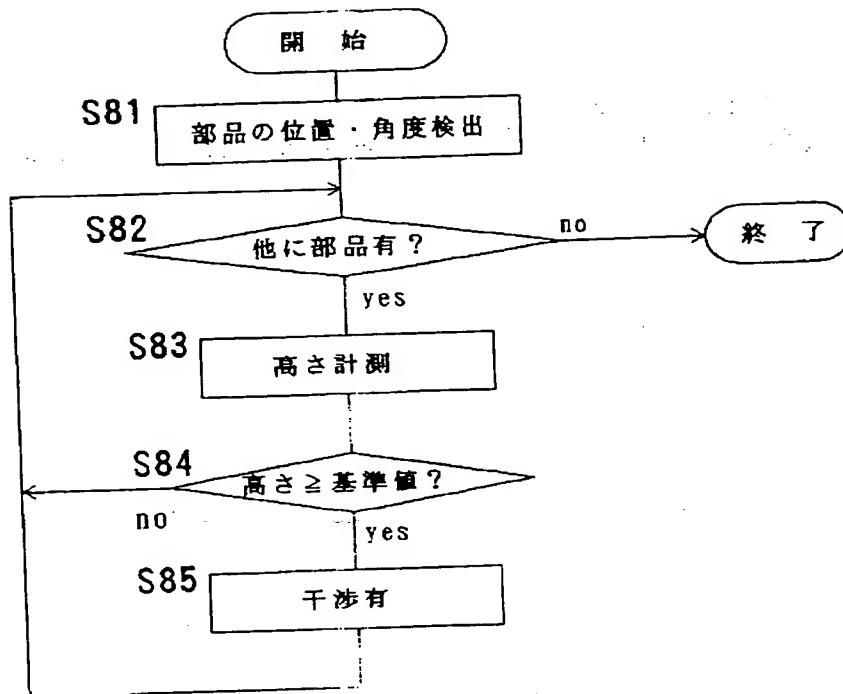 開 始
S81
部品の位置・角度検出
S82
他に部品有?
no
終 了
yes
S83
高さ計測
S84
高さ≧基準値?
no
yes
S85
干渉有